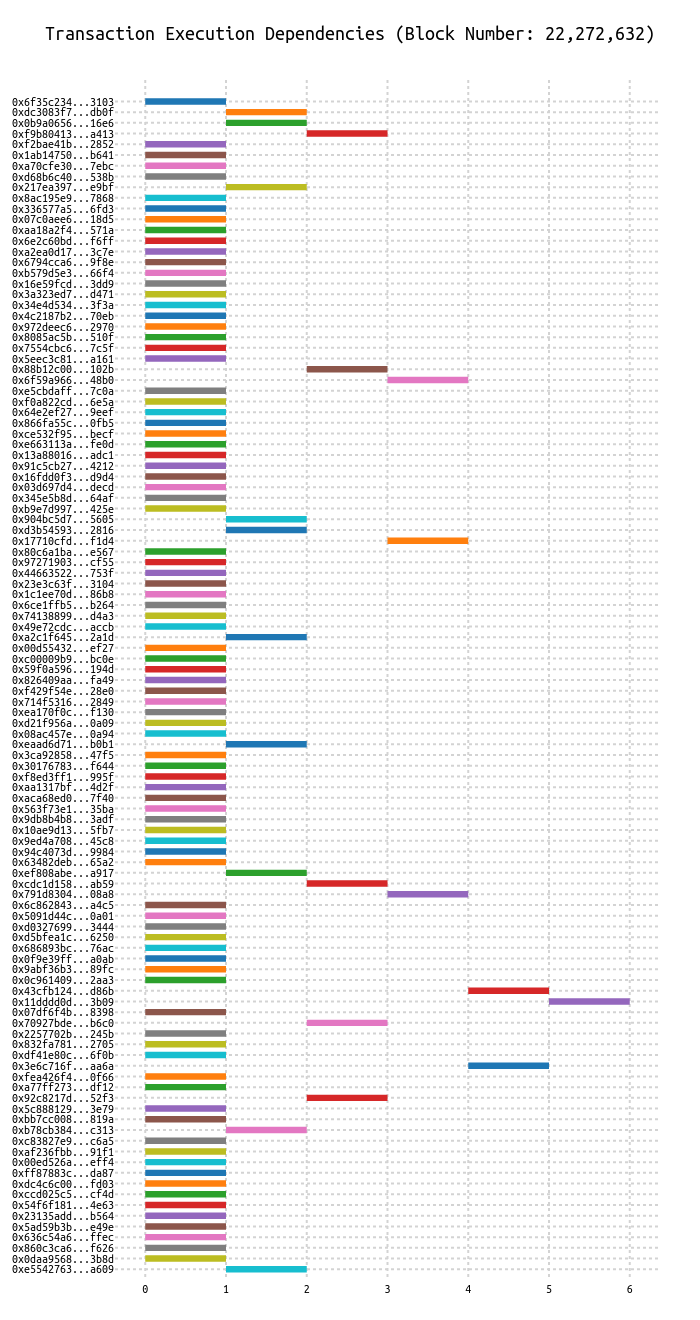 Transaction Execution Dependencies (Block Number: 22,272,632)
0x6f35c234...3103
0xdc3083f7...db0f
0x0b9a0656...16e6
0xf9b80413...a413
0xf2bae41b...2852
0x1ab14750...b641
0xa70cfe30...7ebc
0xd68b6c40...538b
0x217ea397...e9bf
0x8ac195e9...7868
0x336577a5...6fd3
0x07c0aee6...18d5
0xaa18a2f4...571a
0x6e2c60bd...f6ff
0xa2ea0d17...3c7e
0x6794cca6...9f8e
0xb579d5e3...66f4
0x16e59fcd...3dd9
0x3a323ed7...d471
0x34e4d534...3f3a
0x4c2187b2...70eb
0x972deec6...2970
0x8085ac5b...510f
0x7554cbc6...7c5f
0x5eec3c81...a161
0x88b12c00...102b
0x6f59a966...48b0
0xe5cbdaff...7c0a
0xf0a822cd...6e5a
0x64e2ef27...9eef
0x866fa55c...0fb5
0xce532f95...becf
0xe663113a...fe0d
0x13a88016...adc1
0x91c5cb27...4212
0x16fdd0f3...d9d4
0x03d697d4...decd
0x345e5b8d...64af
0xb9e7d997...425e
0x904bc5d7...5605
0xd3b54593...2816
0x17710cfd...f1d4
0x80c6a1ba...e567
0x97271903...cf55
0x44663522...753f
0x23e3c63f...3104
0x1c1ee70d...86b8
0x6ce1ffb5...b264
0x74138899...d4a3
0x49e72cdc...accb
0xa2c1f645...2a1d
0x00d55432...ef27
0xc00009b9...bc0e
0x59f0a596...194d
0x826409aa...fa49
0xf429f54e...28e0
0x714f5316...2849
0xea170f0c...f130
0xd21f956a...0a09
0x08ac457e...0a94
0xeaad6d71...b0b1
0x3ca92858...47f5
0x30176783...f644
0xf8ed3ff1...995f
0xaa1317bf...4d2f
0xaca68ed0...7f40
0x563f73e1...35ba
0x9db8b4b8...3adf
0x10ae9d13...5fb7
0x9ed4a708...45c8
0x94c4073d...9984
0x63482deb...65a2
0xef808abe...a917
0xcdc1d158...ab59
0x791d8304...08a8
0x6c862843...a4c5
0x5091d44c...0a01
0xd0327699...3444
0xd5bfea1c...6250
0x686893bc...76ac
0x0f9e39ff...a0ab
0x9abf36b3...89fc
0x0c961409...2aa3
0x43cfb124...d86b
0x11dddd0d...3b09
0x07df6f4b...8398
0x70927bde...b6c0
0x2257702b...245b
0x832fa781...2705
0xdf41e80c...6f0b
0x3e6c716f...aa6a
0xfea426f4...0f66
0xa77ff273...df12
0x92c8217d...52f3
0x5c888129...3e79
0xbb7cc008...819a
0xb78cb384...c313
0xc83827e9...c6a5
0xaf236fbb...91f1
0x00ed526a...eff4
0xff87883c...da87
0xdc4c6c00...fd03
0xccd025c5...cf4d
0x54f6f181...4e63
0x23135add...b564
0x5ad59b3b...e49e
0x636c54a6...ffec
0x860c3ca6...f626
0x0daa9568...3b8d
0xe5542763...a609
0 1 2 3 4 5 6